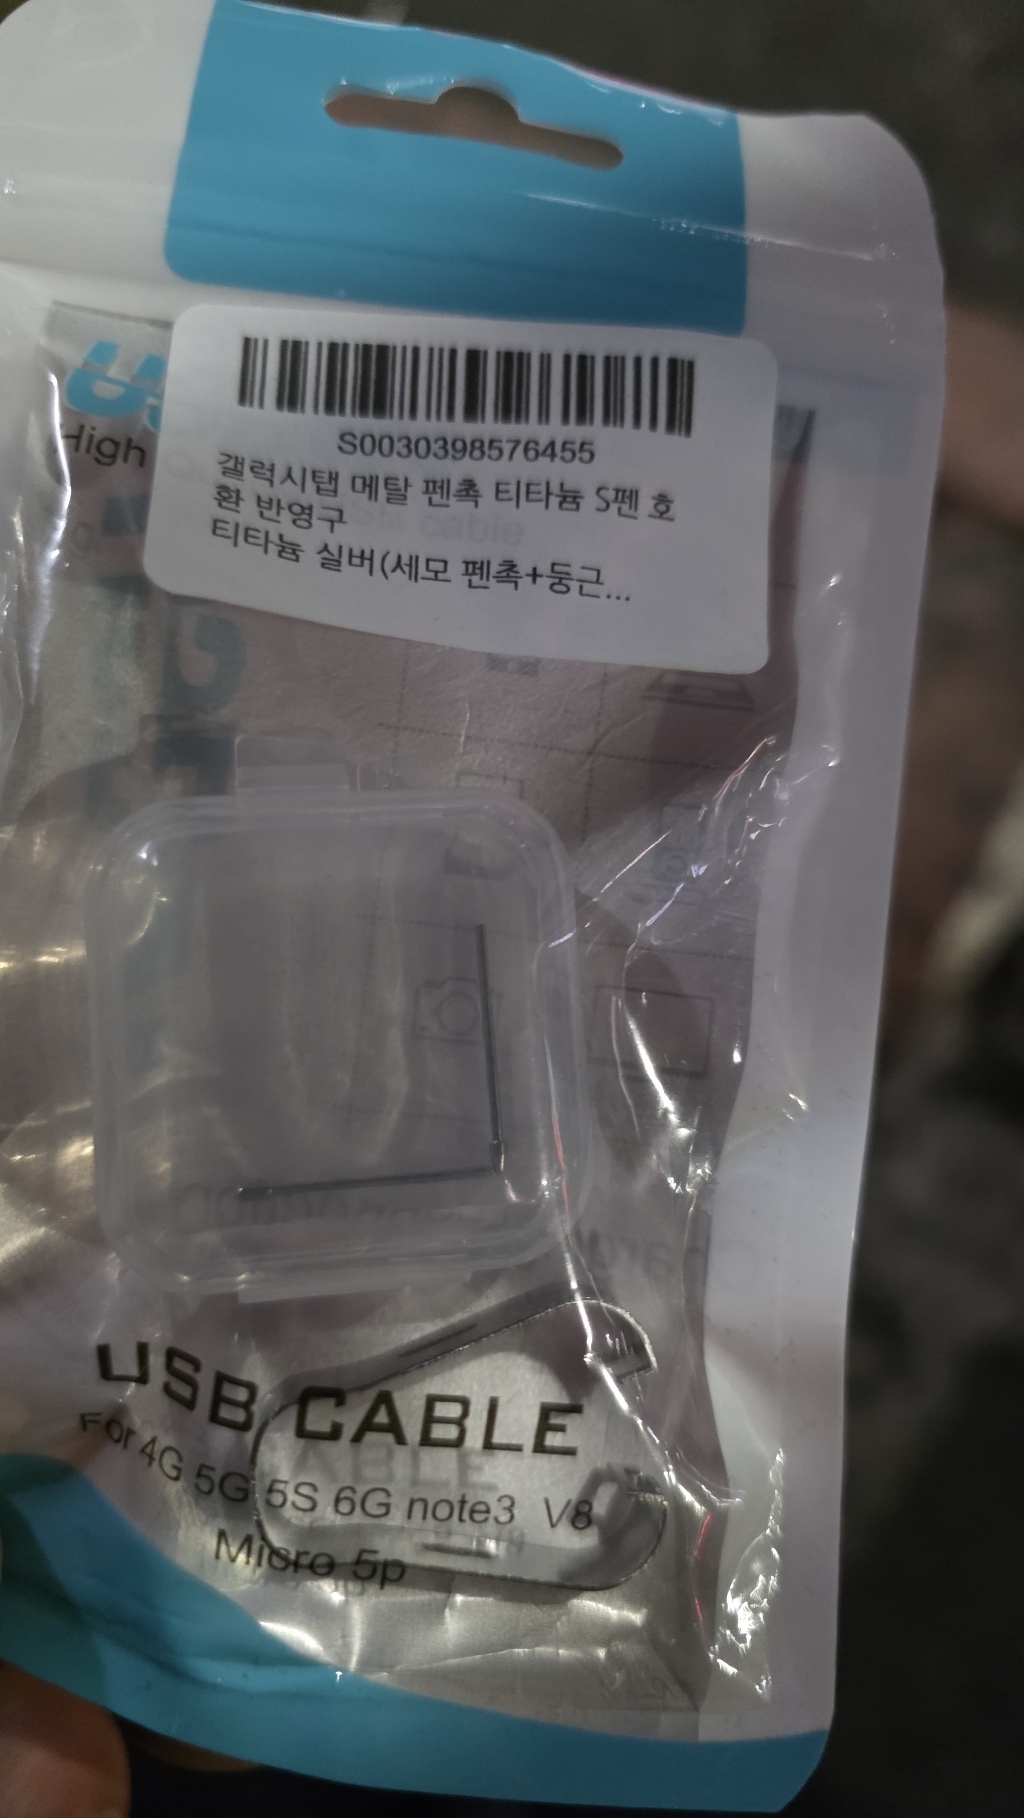 High
S0030398576455
갤럭시탭 메탈 펜촉 티타늄 S펜 호
환 반영구
티타늄 실버(세모 펜촉+둥근...
USB CABLE
For 4G 5G 5S 6G note3 V8
Micro 5p